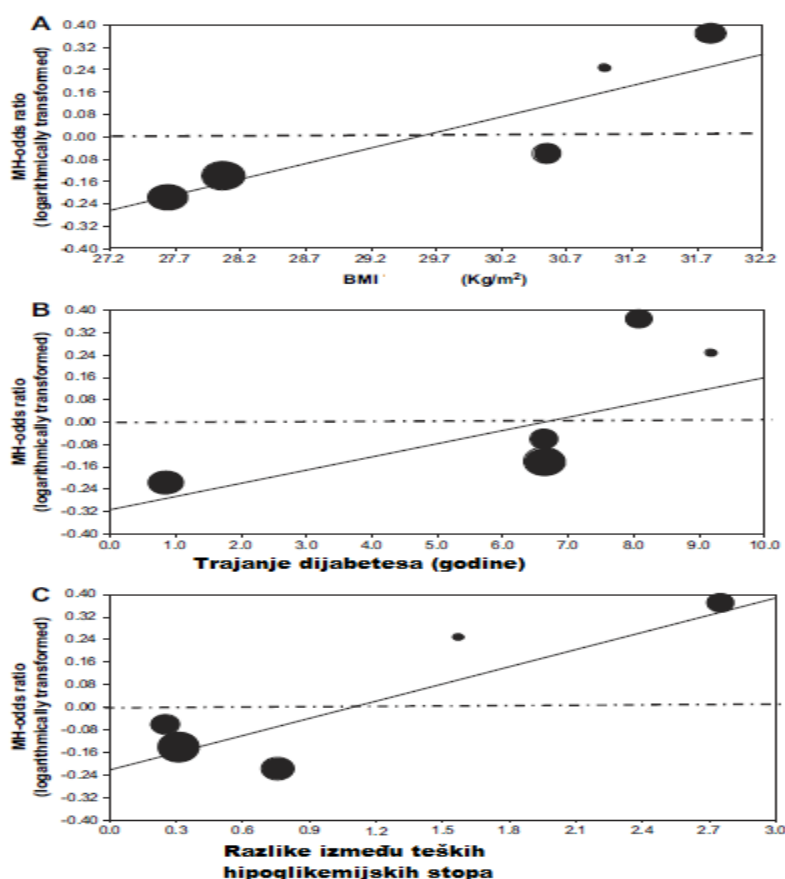 A
MH-odds ratio
(logarithmically transformed)
0.40
0.32
0.24
0.16
0.08
0.00
-0.08
-0.16
-0.24
-0.32
-0.40
27.2 27.7 28.2 28.7 29.2 29.7 30.2 30.7 31.2 31.7 32.2
BMI (Kg/m²)
B
MH-odds ratio
(logarithmically transformed)
0.40
0.32
0.24
0.16
0.08
0.00
-0.08
-0.16
-0.24
-0.32
-0.40
0.0 1.0 2.0 3.0 4.0 5.0 6.0 7.0 8.0 9.0 10.0
Trajanje dijabetesa (godine)
C
MH-odds ratio
(logarithmically transformed)
0.40
0.32
0.24
0.16
0.08
0.00
-0.08
-0.16
-0.24
-0.32
-0.40
0.0 0.3 0.6 0.9 1.2 1.5 1.8 2.1 2.4 2.7 3.0
Razlike između teških
hipoglikemijskih stopa